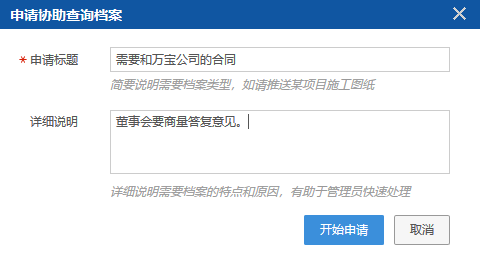 申请协助查询档案
* 申请标题 需要和万宝公司的合同
简要说明需要档案类型，如请推送某项目施工图纸
详细说明 董事会要商量答复意见。
详细说明需要档案的特点和原因，有助于管理员快速处理
开始申请 取消